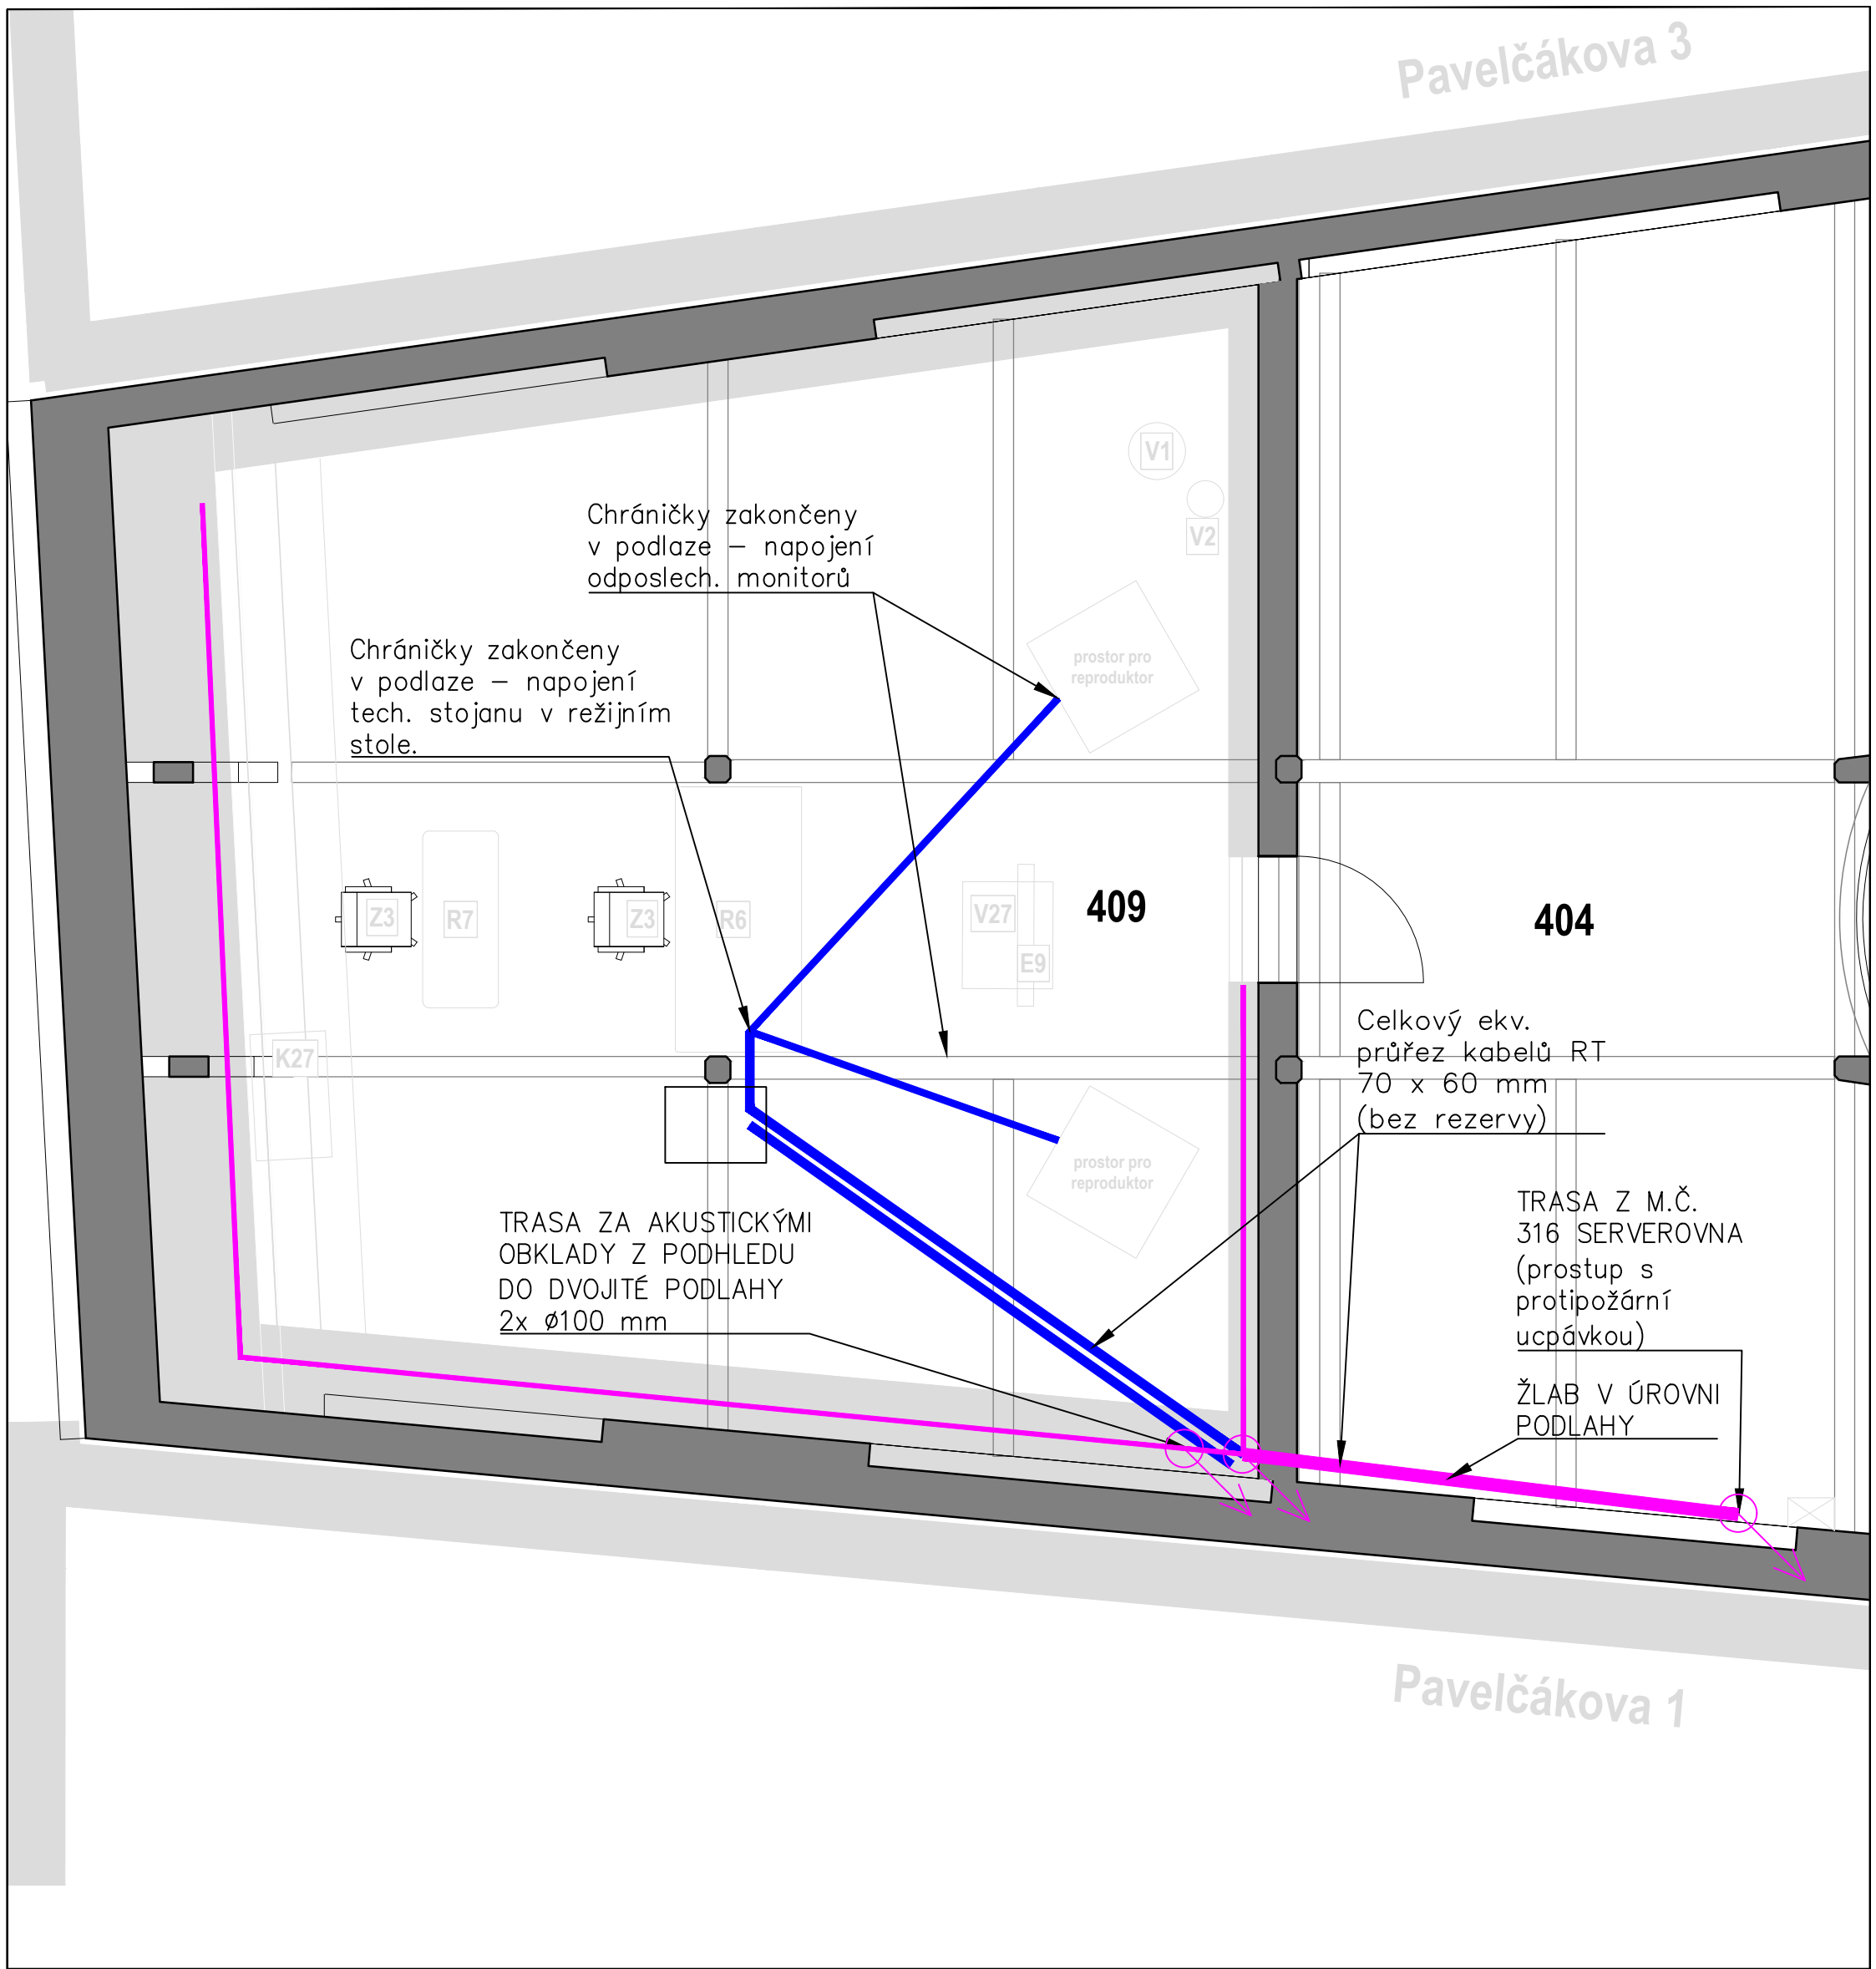 Pavelčákova 3
V1
V2
Chráničky zakončeny
v podlaze – napojení
odposlech. monitorů
Chráničky zakončeny
v podlaze – napojení
tech. stojanu v režijním
stole.
prostor pro
reproduktor
Z3
R7
Z3
R6
V27
E9
409
404
K27
Celkový ekv.
průřez kabelů RT
70 x 60 mm
(bez rezervy)
prostor pro
reproduktor
TRASA ZA AKUSTICKÝMI
OBKLADY Z PODHLEDU
DO DVOJITÉ PODLAHY
2x ø100 mm
TRASA Z M.Č.
316 SERVEROVNA
(prostup s
protipožární
ucpávkou)
ŽLAB V ÚROVNI
PODLAHY
Pavelčákova 1